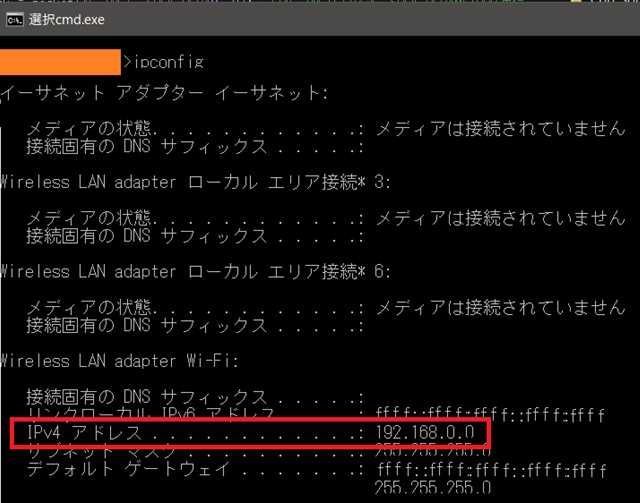 選択cmd.exe
>ipconfig
イーサネット アダプター イーサネット:
メディアの状態. . . . . . . . . . . .: メディアは接続されていません
接続固有の DNS サフィックス . . . . .:
Wireless LAN adapter ローカル エリア接続* 3:
メディアの状態. . . . . . . . . . . .: メディアは接続されていません
接続固有の DNS サフィックス . . . . .:
Wireless LAN adapter ローカル エリア接続* 6:
メディアの状態. . . . . . . . . . . .: メディアは接続されていません
接続固有の DNS サフィックス . . . . .:
Wireless LAN adapter Wi-Fi:
接続固有の DNS サフィックス . . . . .:
リンクローカル IPv6 アドレス. . . . .: ffff::ffff:ffff::ffff:ffff
IPv4 アドレス . . . . . . . . . . . .: 192.168.0.0
サブネット マスク . . . . . . . . . .: 255.255.255.0
デフォルト ゲートウェイ . . . . . . .: ffff::ffff:ffff::ffff:ffff
255.255.255.0